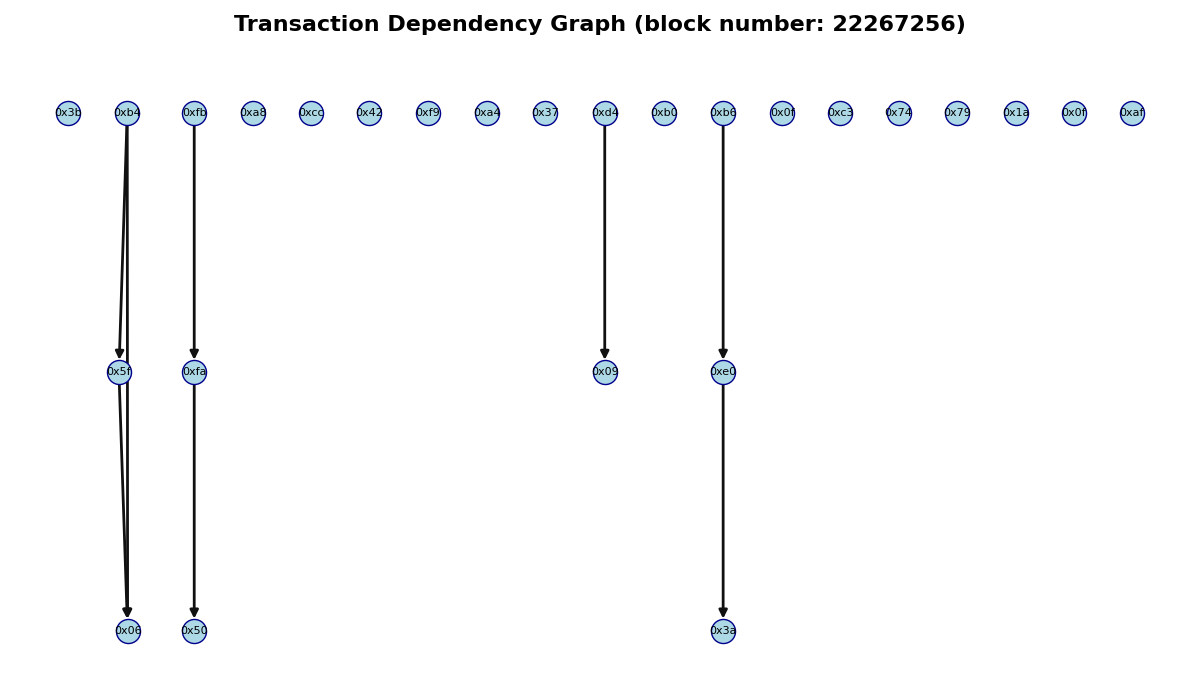 Transaction Dependency Graph (block number: 22267256)
0x3b 0xb4 0xfb 0xa8 0xcc 0x42 0xf9 0xa4 0x37 0xd4 0xb0 0xb6 0x0f 0xc3 0x74 0x79 0x1a 0x0f 0xaf
0x5f 0xfa 0x09 0xe0
0x06 0x50 0x3a